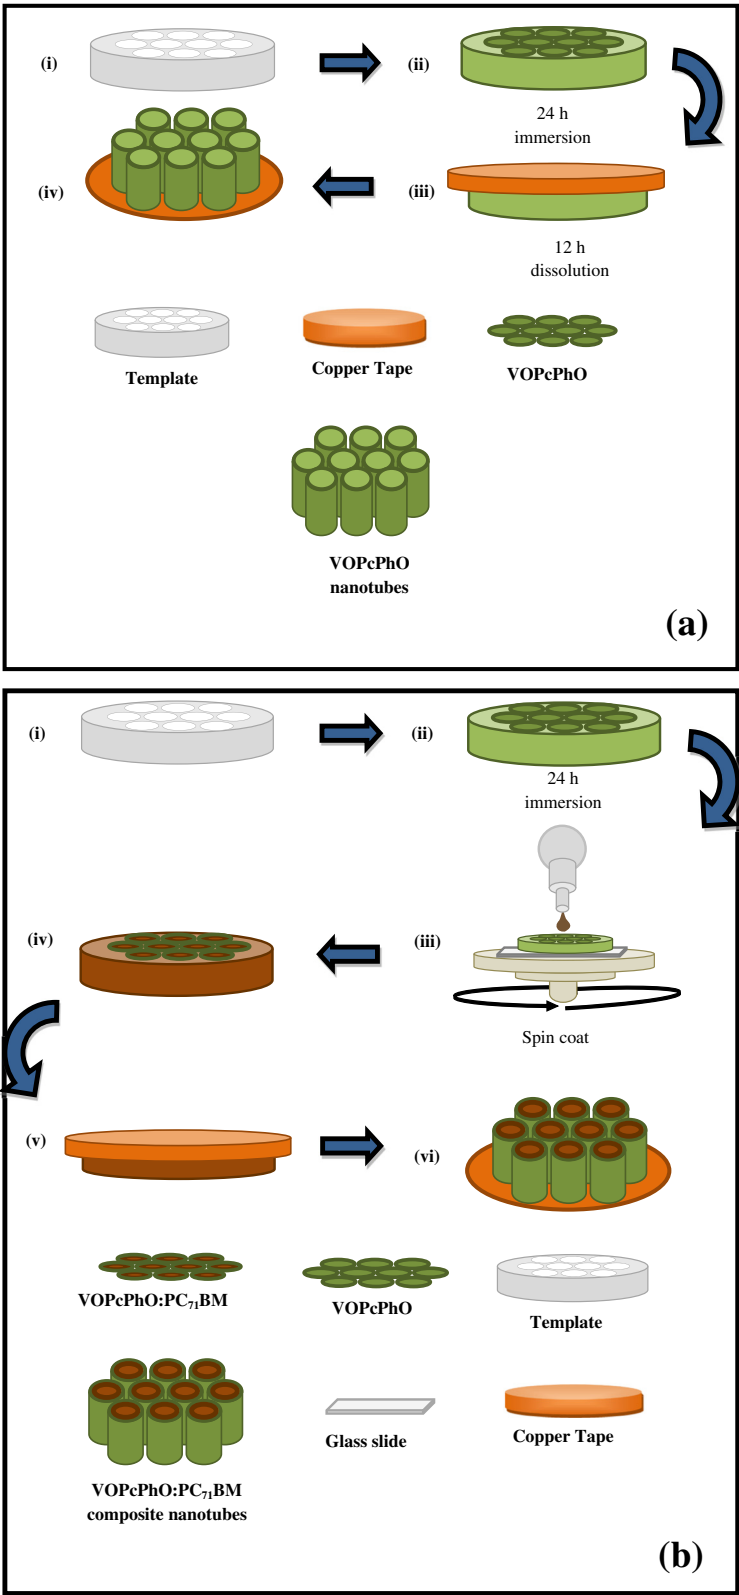 (i)
(ii)
24 h
immersion
(iv)
(iii)
12 h
dissolution
Template
Copper Tape
VOPcPhO
VOPcPhO
nanotubes
(a)
(i)
(ii)
24 h
immersion
(iv)
(iii)
Spin coat
(v)
(vi)
VOPcPhO:PC₇₁BM
VOPcPhO
Template
VOPcPhO:PC₇₁BM
composite nanotubes
Glass slide
Copper Tape
(b)